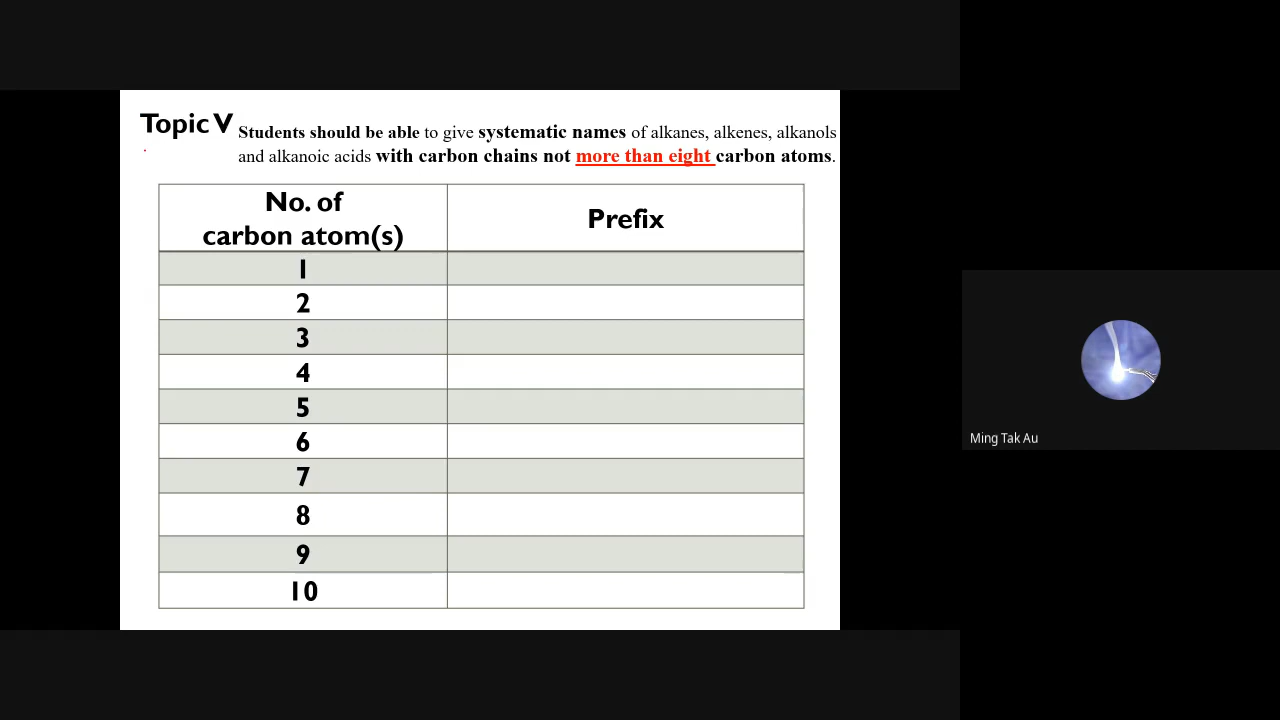 Topic V
Students should be able to give systematic names of alkanes, alkenes, alkanols
and alkanoic acids with carbon chains not more than eight carbon atoms.
No. of
carbon atom(s)
Prefix
1
2
3
4
5
6
7
8
9
10
Ming Tak Au